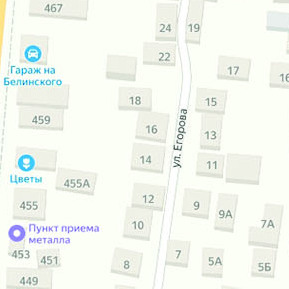 467
24
19
22
Гараж на
Белинского
17
16
18
15
459
ул. Егорова
16
13
14
11
Цветы
455А
12
455
9
9А
Пункт приема
металла
10
7А
453
451
7
8
5А
5Б
449